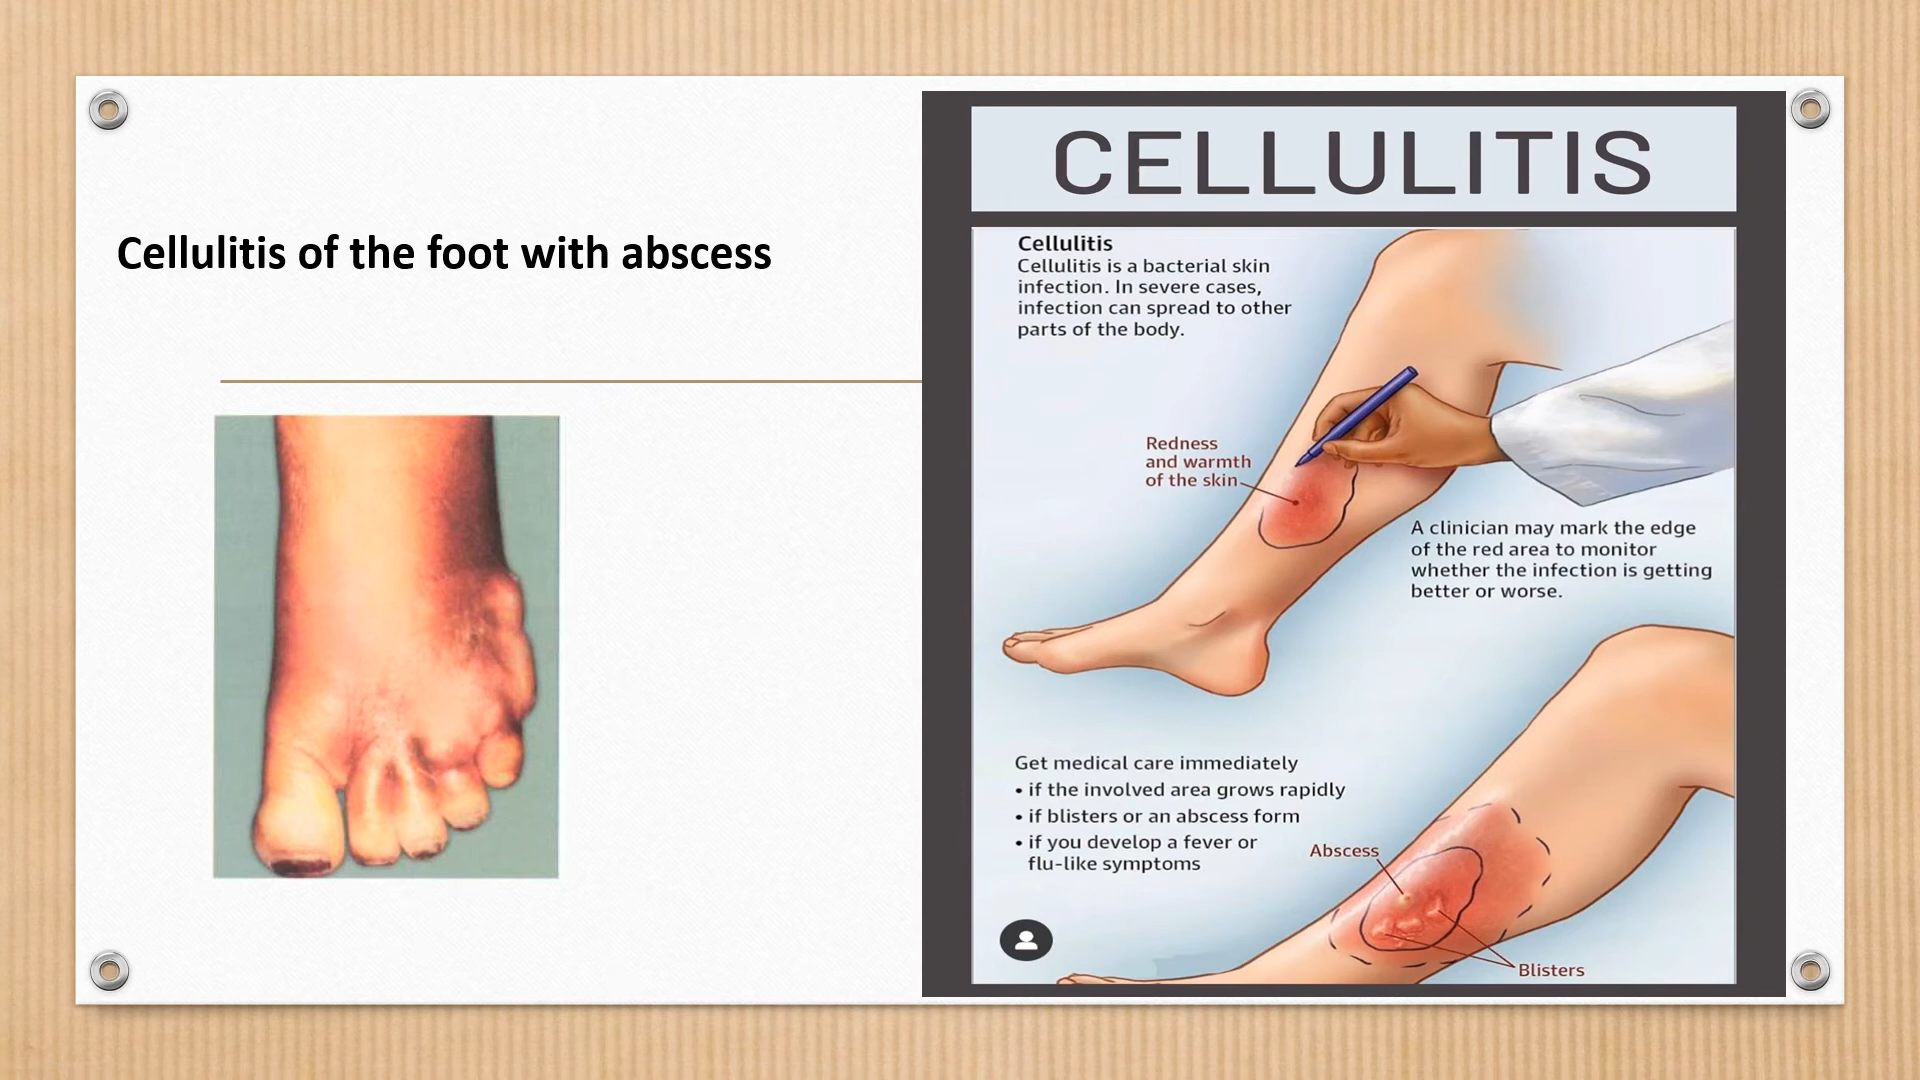 Cellulitis of the foot with abscess
CELLULITIS
Cellulitis
Cellulitis is a bacterial skin
infection. In severe cases,
infection can spread to other
parts of the body.
Redness
and warmth
of the skin
A clinician may mark the edge
of the red area to monitor
whether the infection is getting
better or worse.
Get medical care immediately
• if the involved area grows rapidly
• if blisters or an abscess form
• if you develop a fever or
flu-like symptoms
Abscess
Blisters